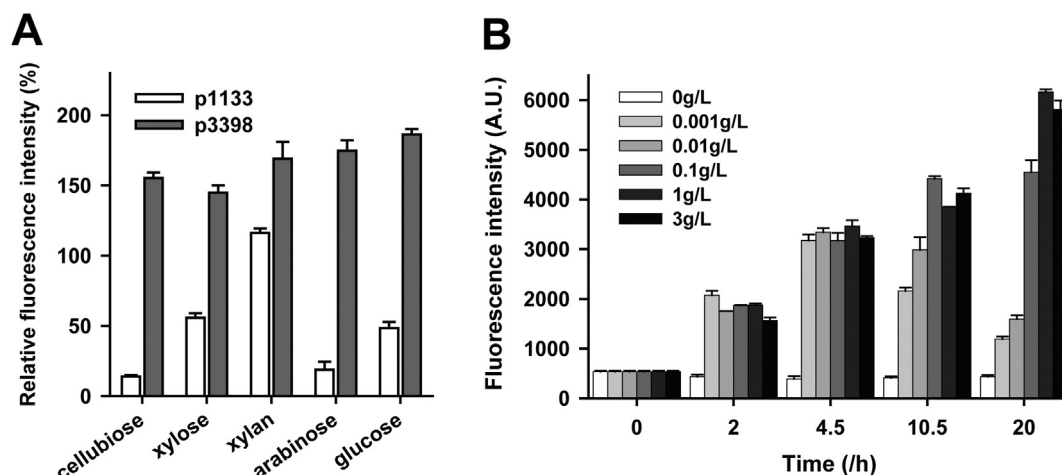 A
Relative fluorescence intensity (%)
200
150
100
50
0
p1133
p3398
cellubiose
xylose
xylan
arabinose
glucose
B
Fluorescence intensity (A.U.)
6000
5000
4000
3000
2000
1000
0
0g/L
0.001g/L
0.01g/L
0.1g/L
1g/L
3g/L
0
2
4.5
10.5
20
Time (/h)